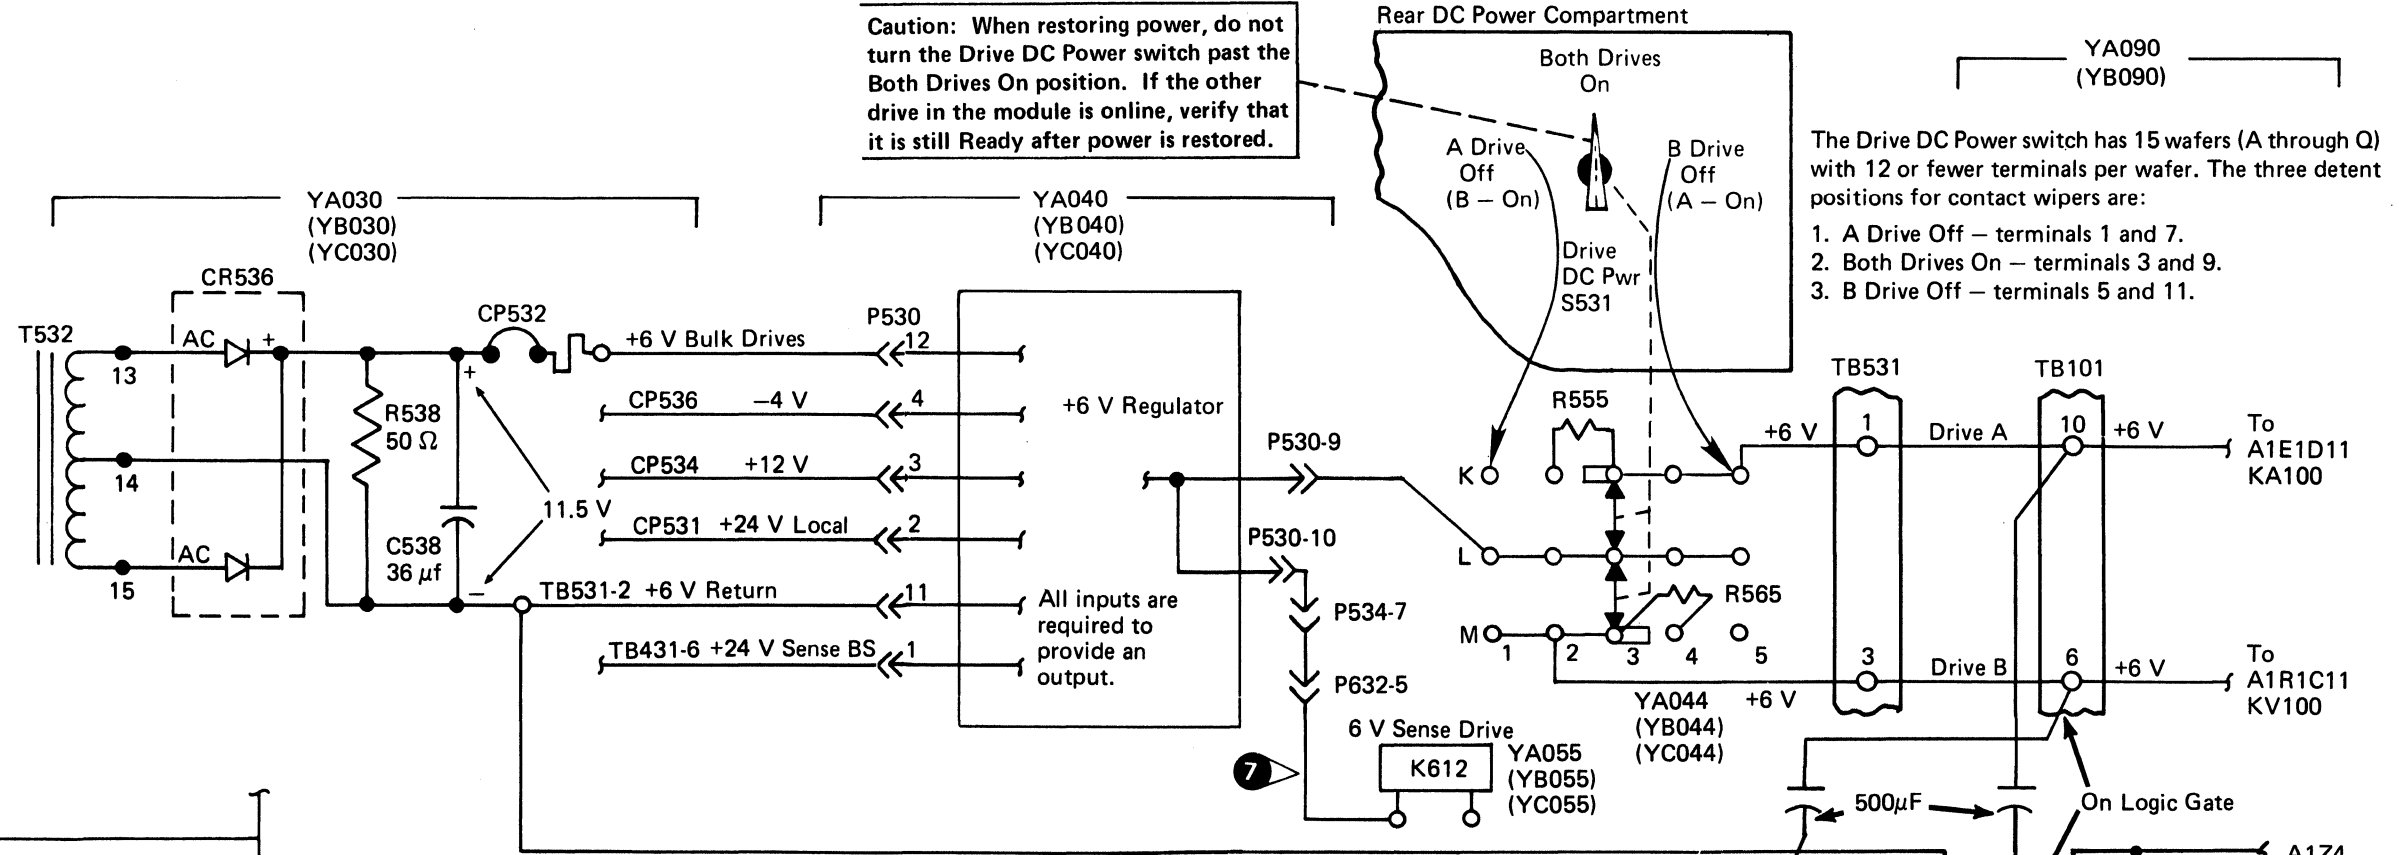 Caution: When restoring power, do not
turn the Drive DC Power switch past the
Both Drives On position. If the other
drive in the module is online, verify that
it is still Ready after power is restored.
Rear DC Power Compartment
Both Drives
On
A Drive
Off
(B — On)
B Drive
Off
(A — On)
Drive
DC Pwr
S531
YA090
(YB090)
The Drive DC Power switch has 15 wafers (A through Q)
with 12 or fewer terminals per wafer. The three detent
positions for contact wipers are:
1. A Drive Off — terminals 1 and 7.
2. Both Drives On — terminals 3 and 9.
3. B Drive Off — terminals 5 and 11.
YA030
(YB030)
(YC030)
YA040
(YB040)
(YC040)
CR536
T532
AC
+
13
14
AC
15
R538
50 Ω
C538
36 μf
+
11.5 V
—
CP532
+6 V Bulk Drives
P530
12
CP536 —4 V
4
CP534 +12 V
3
CP531 +24 V Local
2
TB531-2 +6 V Return
11
TB431-6 +24 V Sense BS
1
+6 V Regulator
All inputs are
required to
provide an
output.
P530-9
P530-10
P534-7
P632-5
7
6 V Sense Drive
K612
YA055
(YB055)
(YC055)
R555
K
L
M
R565
1 2 3 4 5
YA044
(YB044)
(YC044)
+6 V
+6 V
TB531
1
3
Drive A
Drive B
TB101
10
6
+6 V
+6 V
To
A1E1D11
KA100
To
A1R1C11
KV100
500μF
On Logic Gate
A1Z4